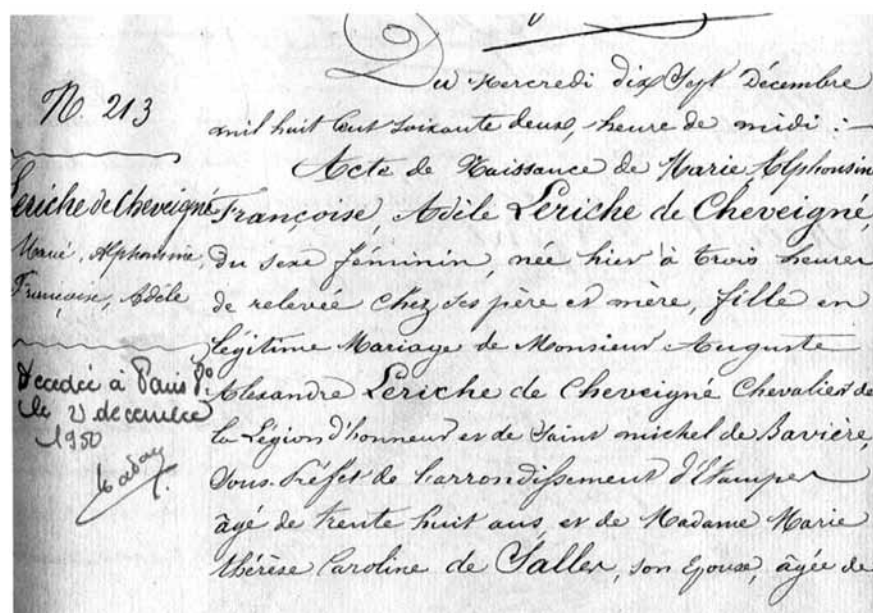 N. 213
Leriche de Cheveigné
Marie, Alphonsine,
Françoise, Adèle
Décédée à Paris
le 2 décembre
1950
Du Mercredi dix Sept Décembre
mil huit Cent soixante deux, heure de midi : —
Acte de Naissance de Marie, Alphonsin
Françoise, Adèle Leriche de Cheveigné,
du sexe féminin, née hier à trois heures
de relevée chez ses père et mère, fille en
légitime Mariage de Monsieur Auguste
Alexandre Leriche de Cheveigné Chevalier de
la Légion d'honneur et de Saint michel de Bavière,
Sous-Préfet de l'arrondissement d'Etampes
âgé de trente huit ans, et de Madame Marie
thérèse Caroline de Salles, son Epouse, âgée de